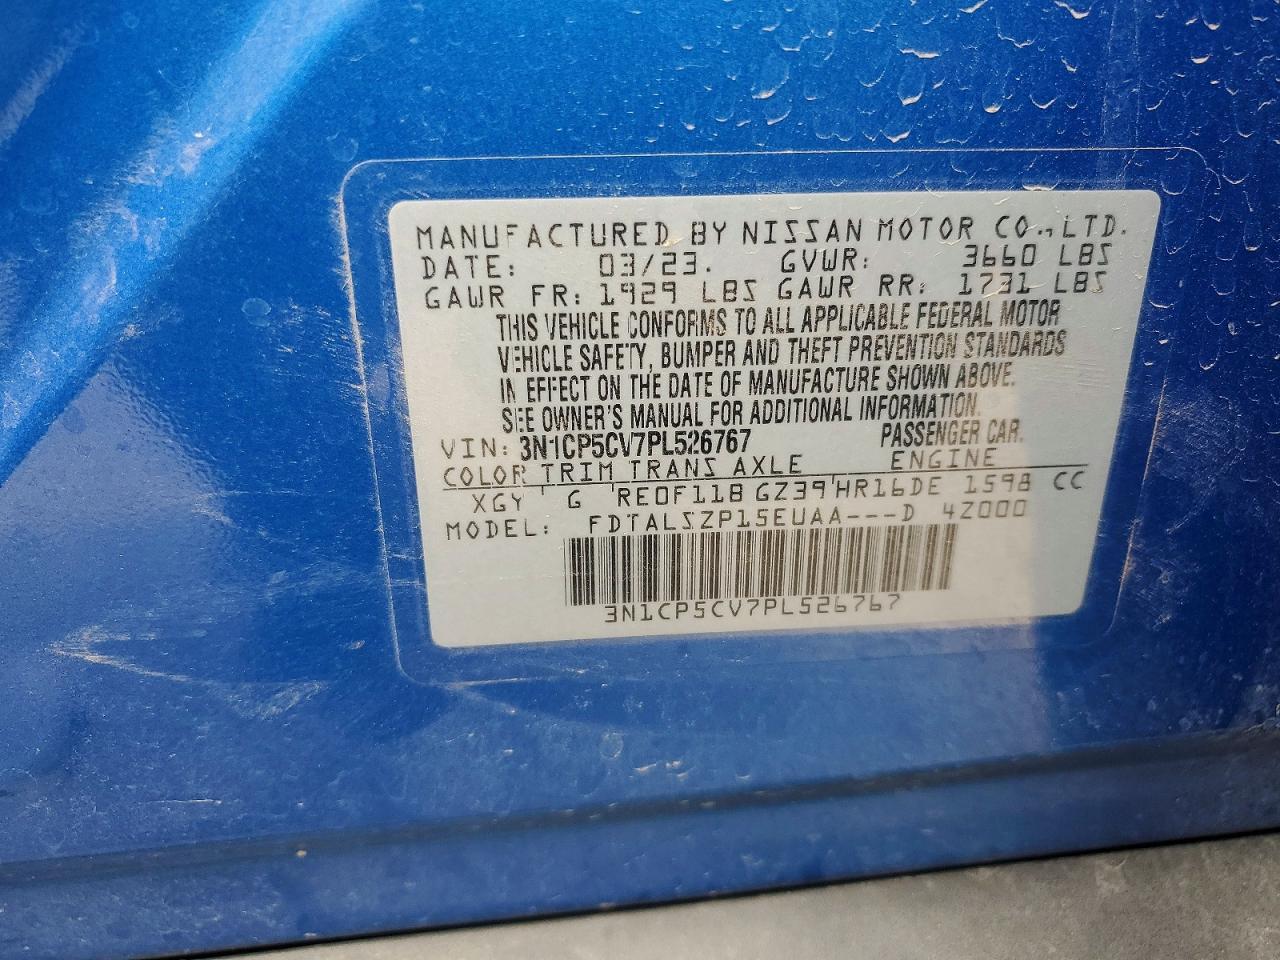 MANUFACTURED BY NISSAN MOTOR CO., LTD.
DATE: 03/23. GVWR: 3660 LBS
GAWR FR: 1929 LBS GAWR RR: 1731 LBS
THIS VEHICLE CONFORMS TO ALL APPLICABLE FEDERAL MOTOR
VEHICLE SAFETY, BUMPER AND THEFT PREVENTION STANDARDS
IN EFFECT ON THE DATE OF MANUFACTURE SHOWN ABOVE.
SEE OWNER'S MANUAL FOR ADDITIONAL INFORMATION.
VIN: 3N1CP5CV7PL526767 PASSENGER CAR.
COLOR TRIM TRANS AXLE ENGINE
XGY G RE0F11B GZ39 HR16DE 1598 CC
MODEL: FDTALSZP15EUAA---D 4Z000
3N1CP5CV7PL526767